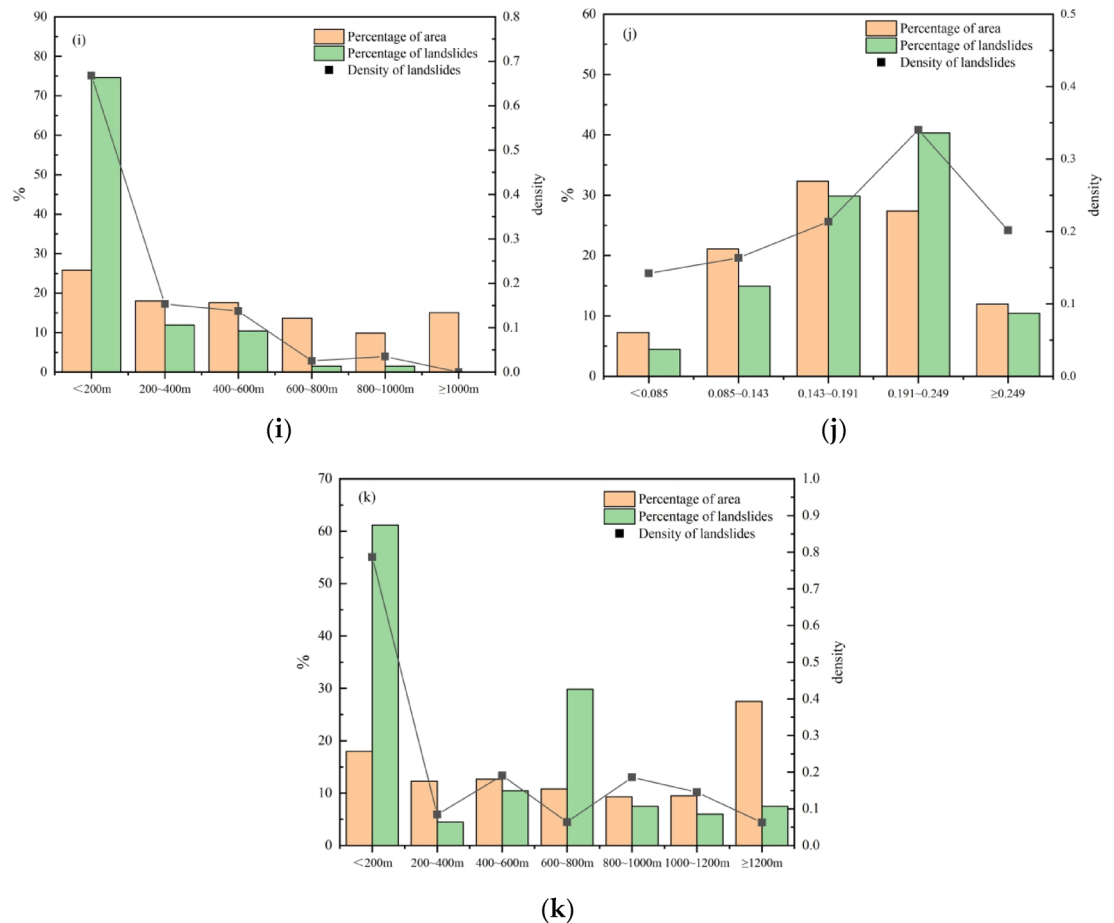 (i)
Percentage of area
Percentage of landslides
Density of landslides
90
80
70
60
50
40
30
20
10
0
%
0.8
0.7
0.6
0.5
0.4
0.3
0.2
0.1
0.0
density
<200m 200~400m 400~600m 600~800m 800~1000m ≥1000m
(i)
(j)
Percentage of area
Percentage of landslides
Density of landslides
60
50
40
30
20
10
0
%
0.5
0.4
0.3
0.2
0.1
0.0
density
<0.085 0.085~0.143 0.143~0.191 0.191~0.249 ≥0.249
(j)
(k)
Percentage of area
Percentage of landslides
Density of landslides
70
60
50
40
30
20
10
0
%
1.0
0.9
0.8
0.7
0.6
0.5
0.4
0.3
0.2
0.1
0.0
density
<200m 200~400m 400~600m 600~800m 800~1000m 1000~1200m ≥1200m
(k)